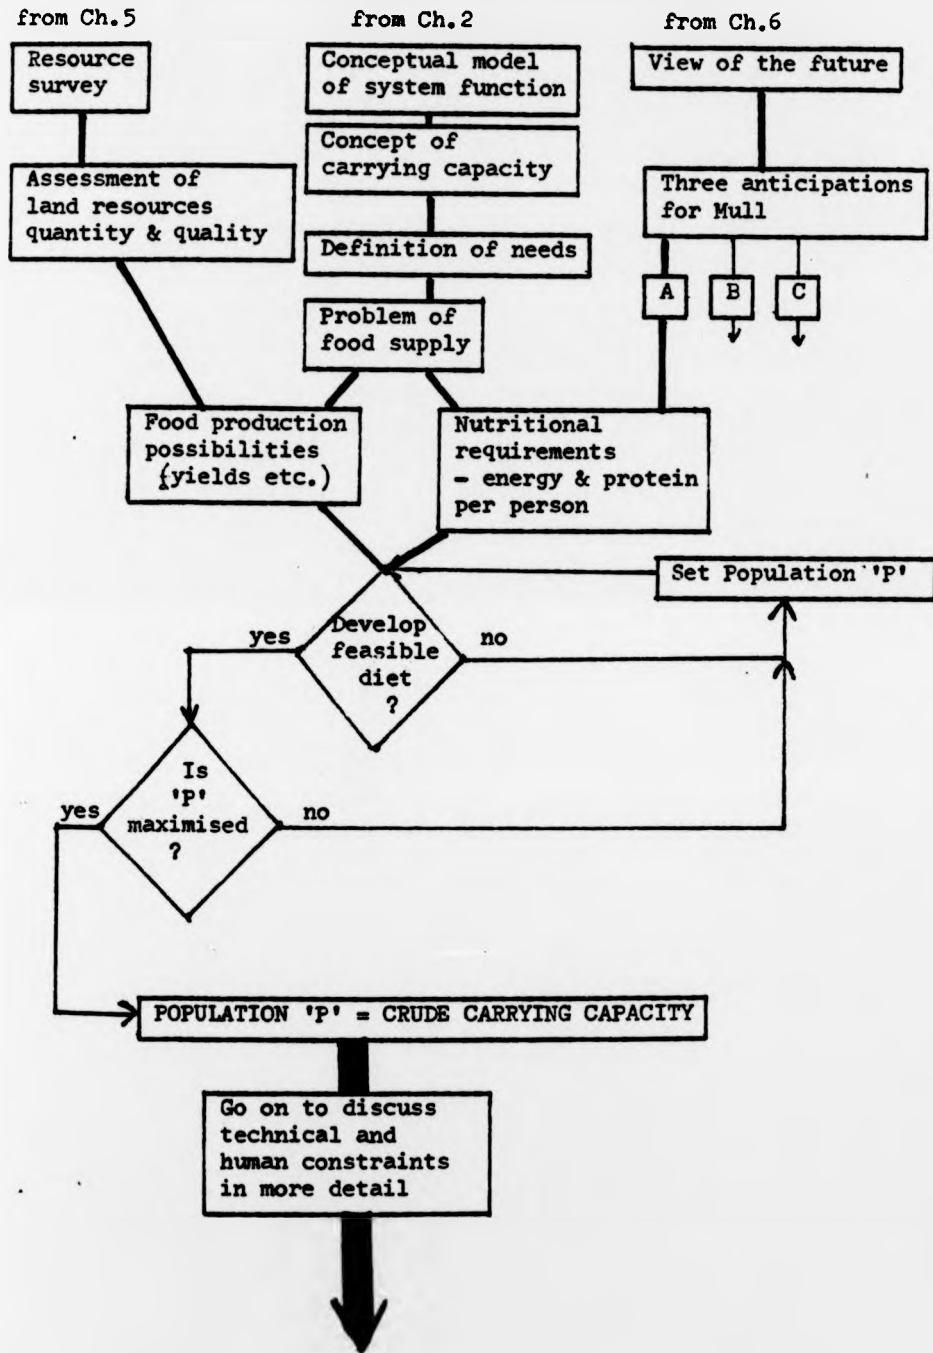 from Ch.5
from Ch.2
from Ch.6
Resource
survey
Conceptual model
of system function
View of the future
Concept of
carrying capacity
Assessment of
land resources
quantity & quality
Three anticipations
for Mull
Definition of needs
A
B
C
Problem of
food supply
Food production
possibilities
(yields etc.)
Nutritional
requirements
- energy & protein
per person
Set Population 'P'
Develop
feasible
diet
?
yes
no
Is
'P'
maximised
?
yes
no
POPULATION 'P' = CRUDE CARRYING CAPACITY
Go on to discuss
technical and
human constraints
in more detail